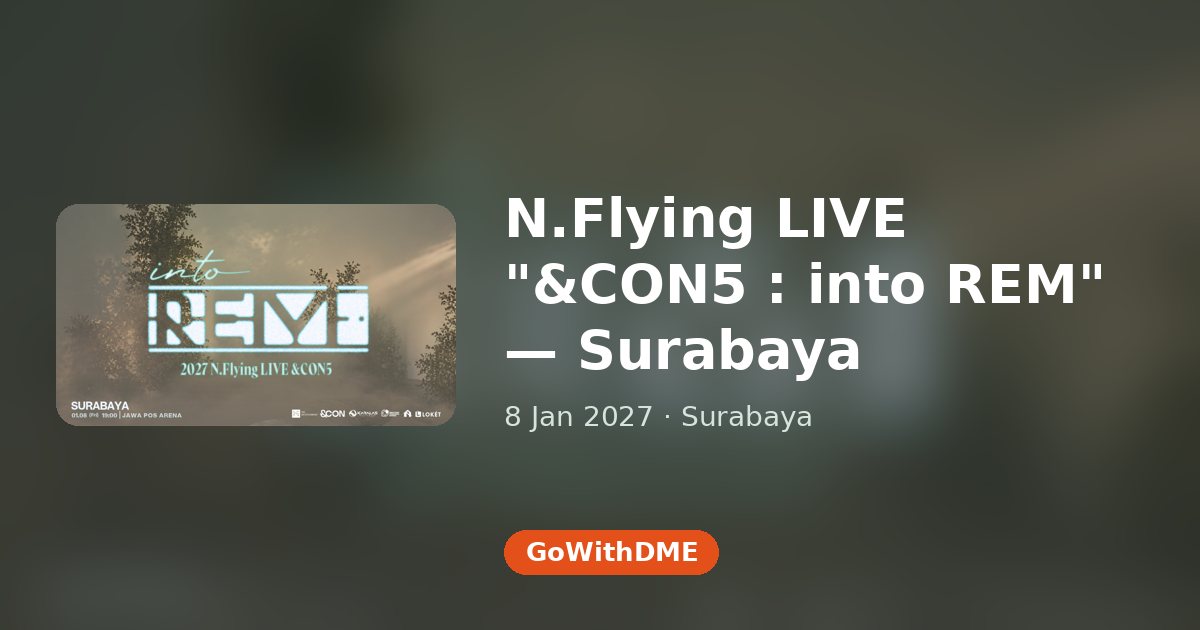 into
REM
2027 N.Flying LIVE &CON5
SURABAYA
01.08 (Fri) 19:00 | JAWA POS ARENA
&CON
LOKET
N.Flying LIVE
"&CON5 : into REM"
— Surabaya
8 Jan 2027 · Surabaya
GoWithDME